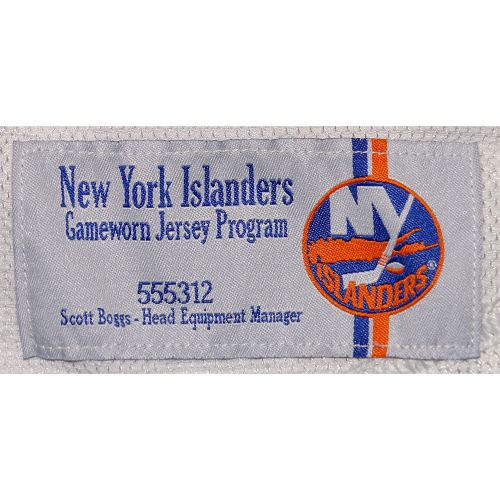 New York Islanders
Gameworn Jersey Program
555312
Scott Boggs - Head Equipment Manager
NY
ISLANDERS
®